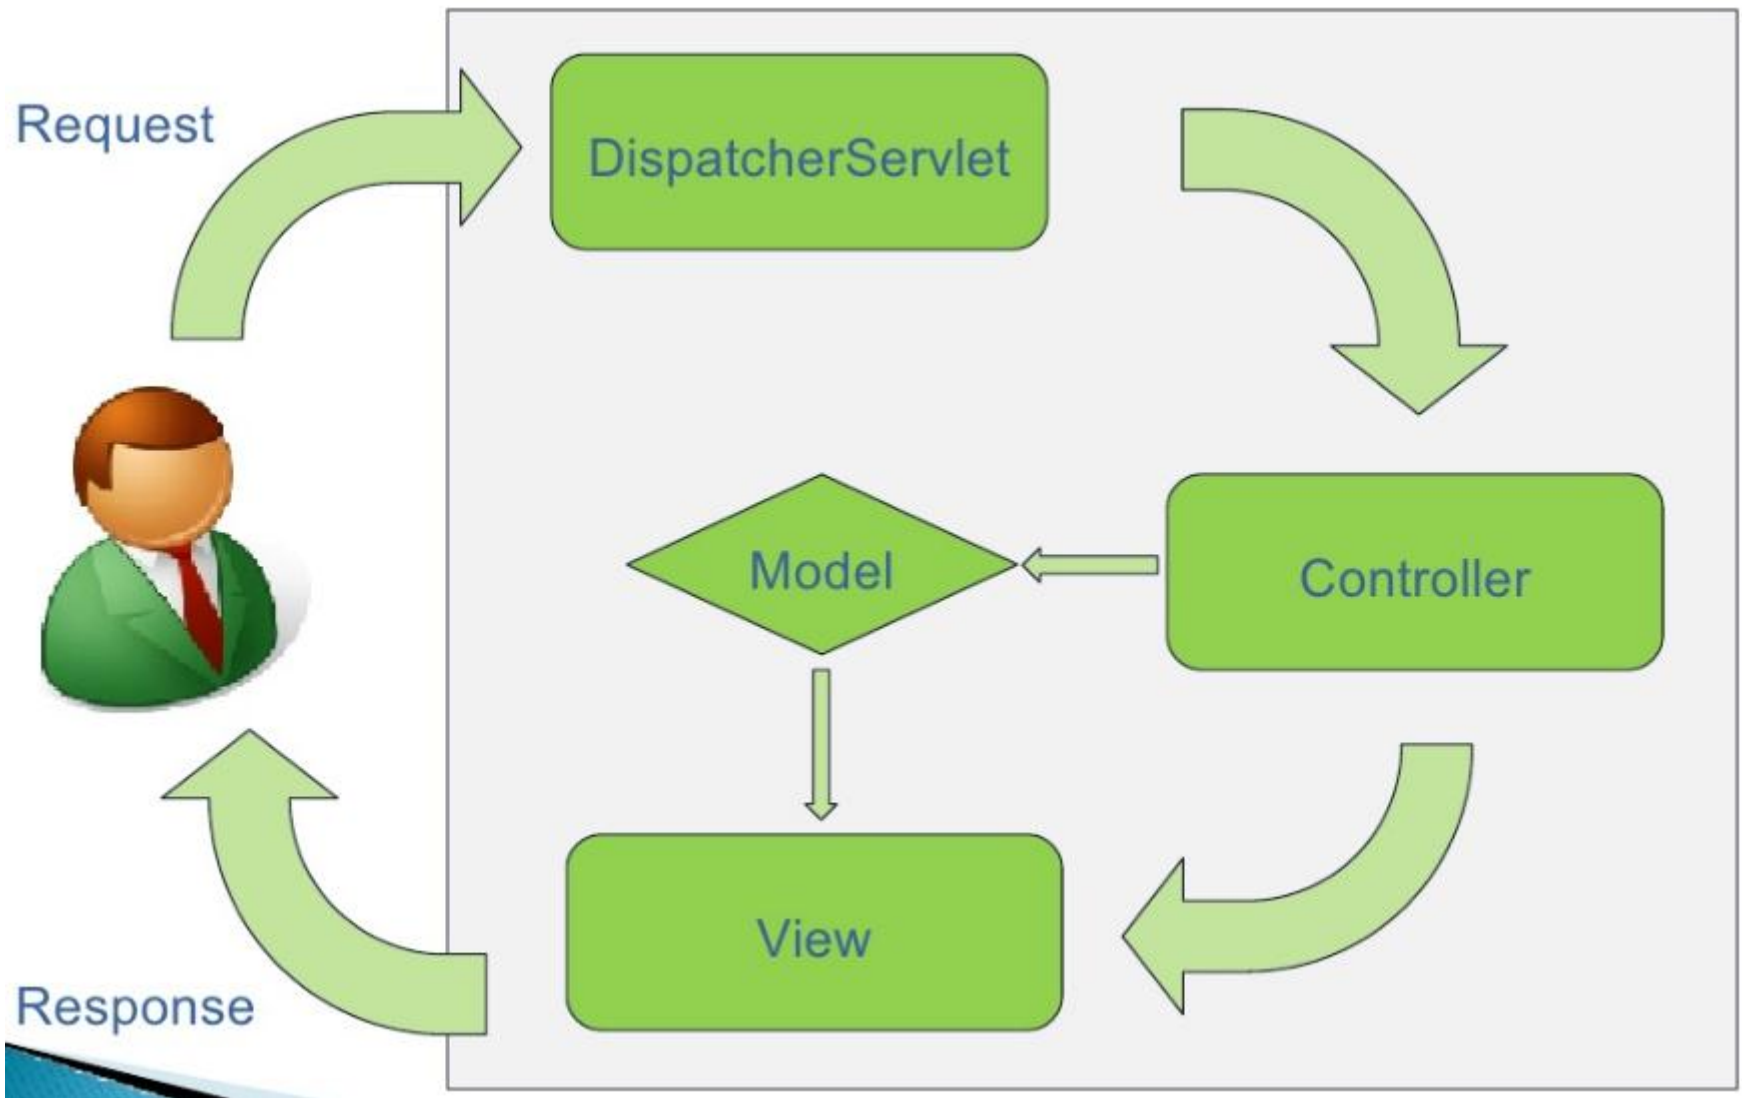 Request
DispatcherServlet
Model
Controller
View
Response